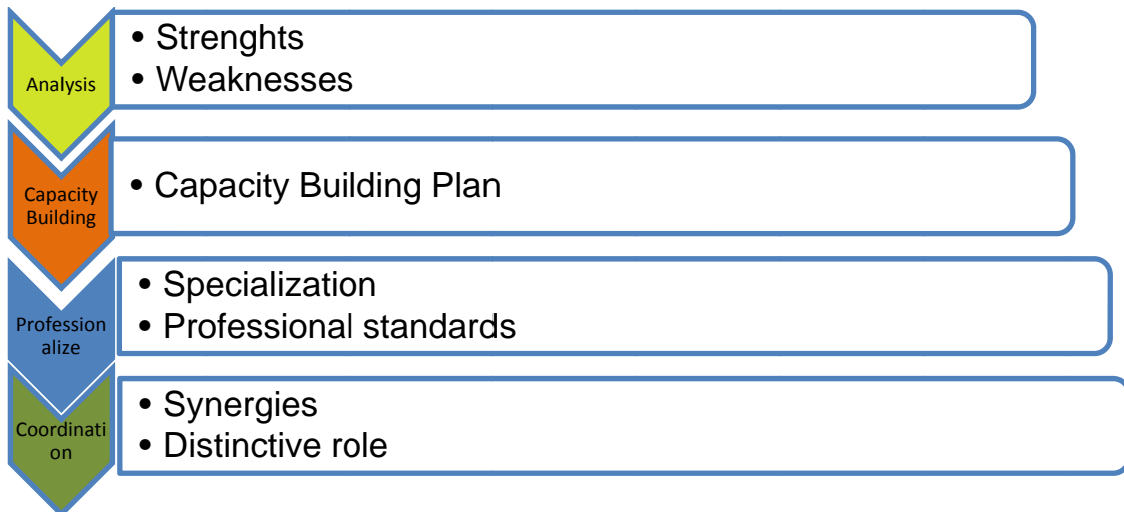 Analysis
• Strenghts
• Weaknesses
Capacity
Building
• Capacity Building Plan
Profession
alize
• Specialization
• Professional standards
Coordinati
on
• Synergies
• Distinctive role